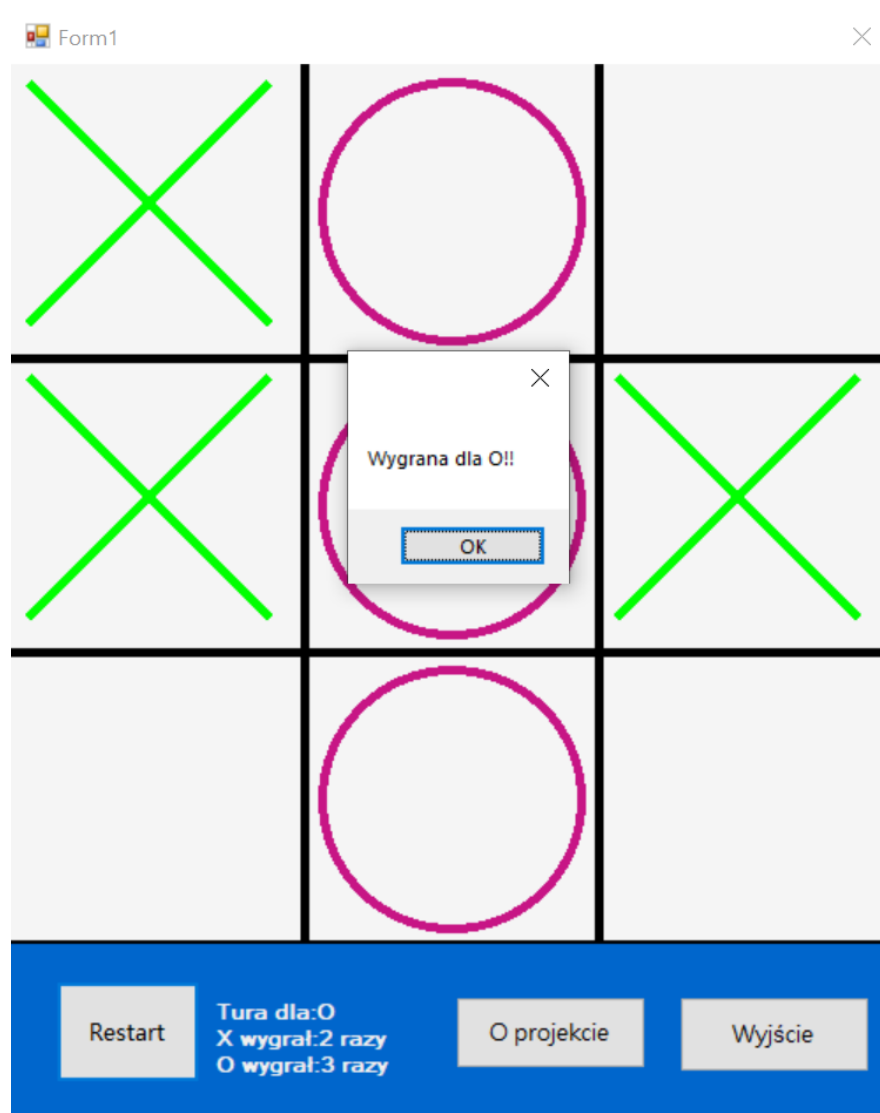 Form1
Wygrana dla O!!
OK
Restart
Tura dla:O
X wygrał:2 razy
O wygrał:3 razy
O projekcie
Wyjście